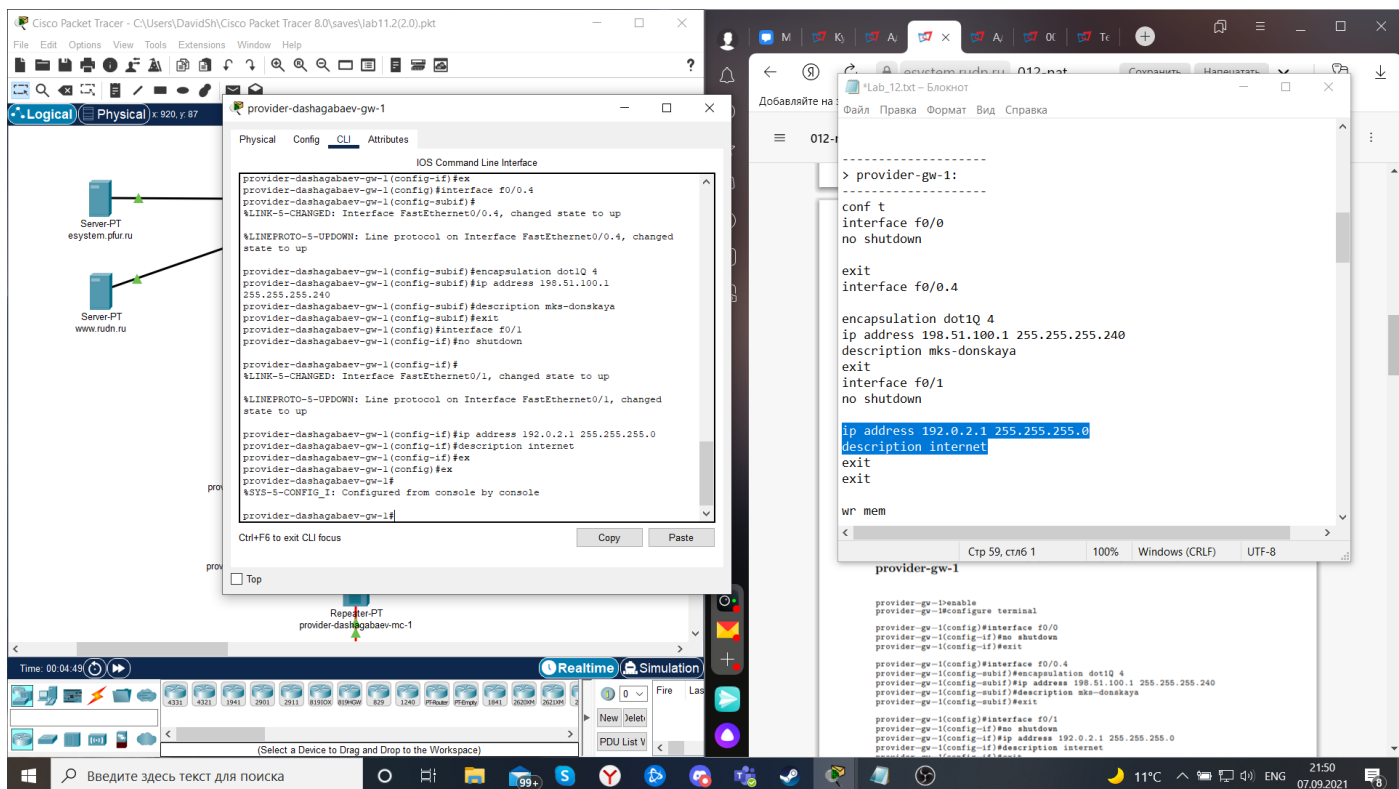 Cisco Packet Tracer - C:\Users\DavidSh\Cisco Packet Tracer 8.0\saves\lab11.2(2.0).pkt
File Edit Options View Tools Extensions Window Help
Logical Physical x: 920, y: 87
Server-PT
esystem.pfur.ru
Server-PT
www.rudn.ru
Repeater-PT
provider-dashagabaev-mc-1
provider-dashagabaev-gw-1
Physical Config CLI Attributes
IOS Command Line Interface
provider-dashagabaev-gw-1(config-if)#ex
provider-dashagabaev-gw-1(config)#interface f0/0.4
provider-dashagabaev-gw-1(config-subif)#
%LINK-5-CHANGED: Interface FastEthernet0/0.4, changed state to up
%LINEPROTO-5-UPDOWN: Line protocol on Interface FastEthernet0/0.4, changed
state to up
provider-dashagabaev-gw-1(config-subif)#encapsulation dot1Q 4
provider-dashagabaev-gw-1(config-subif)#ip address 198.51.100.1
255.255.255.240
provider-dashagabaev-gw-1(config-subif)#description mks-donskaya
provider-dashagabaev-gw-1(config-subif)#exit
provider-dashagabaev-gw-1(config)#interface f0/1
provider-dashagabaev-gw-1(config-if)#no shutdown
provider-dashagabaev-gw-1(config-if)#
%LINK-5-CHANGED: Interface FastEthernet0/1, changed state to up
%LINEPROTO-5-UPDOWN: Line protocol on Interface FastEthernet0/1, changed
state to up
provider-dashagabaev-gw-1(config-if)#ip address 192.0.2.1 255.255.255.0
provider-dashagabaev-gw-1(config-if)#description internet
provider-dashagabaev-gw-1(config-if)#ex
provider-dashagabaev-gw-1(config)#ex
provider-dashagabaev-gw-1#
%SYS-5-CONFIG_I: Configured from console by console
provider-dashagabaev-gw-1#
Ctrl+F6 to exit CLI focus Copy Paste
Top
Time: 00:04:49 Realtime Simulation
4331 4321 1941 2901 2911 819IOX 819HGW 829 1240 PT-Router PT-Empty 1841 2620XM 2621XM
(Select a Device to Drag and Drop to the Workspace)
0 Fire Las
New
PDU List
Добавляйте на
012-nat
Сохранить Напечатать
*Lab_12.txt – Блокнот
Файл Правка Формат Вид Справка
--------------------
> provider-gw-1:
--------------------
conf t
interface f0/0
no shutdown
exit
interface f0/0.4
encapsulation dot1Q 4
ip address 198.51.100.1 255.255.255.240
description mks-donskaya
exit
interface f0/1
no shutdown
ip address 192.0.2.1 255.255.255.0
description internet
exit
exit
wr mem
Стр 59, стлб 1 100% Windows (CRLF) UTF-8
provider-gw-1
provider-gw-1>enable
provider-gw-1#configure terminal
provider-gw-1(config)#interface f0/0
provider-gw-1(config-if)#no shutdown
provider-gw-1(config-if)#exit
provider-gw-1(config)#interface f0/0.4
provider-gw-1(config-subif)#encapsulation dot1Q 4
provider-gw-1(config-subif)#ip address 198.51.100.1 255.255.255.240
provider-gw-1(config-subif)#description mks-donskaya
provider-gw-1(config-subif)#exit
provider-gw-1(config)#interface f0/1
provider-gw-1(config-if)#no shutdown
provider-gw-1(config-if)#ip address 192.0.2.1 255.255.255.0
provider-gw-1(config-if)#description internet
Введите здесь текст для поиска
99+
11°C ENG 21:50
07.09.2021
8